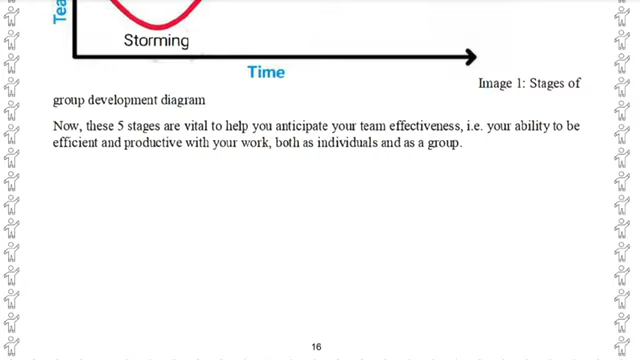 Tea
Storming
Time
Image 1: Stages of
group development diagram
Now, these 5 stages are vital to help you anticipate your team effectiveness, i.e. your ability to be
efficient and productive with your work, both as individuals and as a group.
16